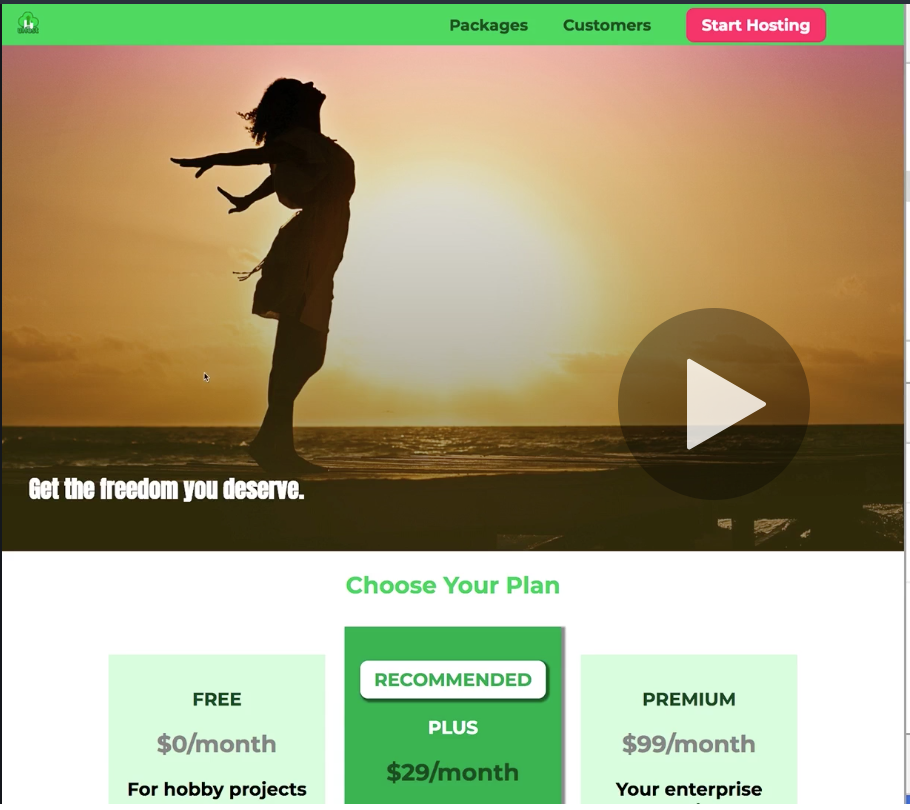 Packages
Customers
Start Hosting
Get the freedom you deserve.
Choose Your Plan
FREE
$0/month
For hobby projects
RECOMMENDED
PLUS
$29/month
PREMIUM
$99/month
Your enterprise